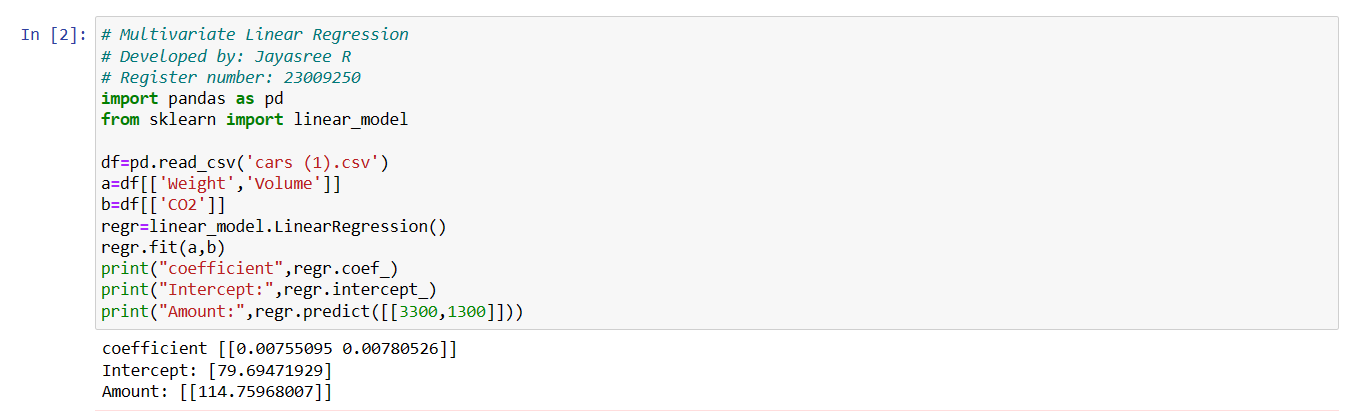 In [2]: # Multivariate Linear Regression
# Developed by: Jayasree R
# Register number: 23009250
import pandas as pd
from sklearn import linear_model
df=pd.read_csv('cars (1).csv')
a=df[['Weight','Volume']]
b=df[['CO2']]
regr=linear_model.LinearRegression()
regr.fit(a,b)
print("coefficient",regr.coef_)
print("Intercept:",regr.intercept_)
print("Amount:",regr.predict([[3300,1300]]))
coefficient [[0.00755095 0.00780526]]
Intercept: [79.69471929]
Amount: [[114.75968007]]